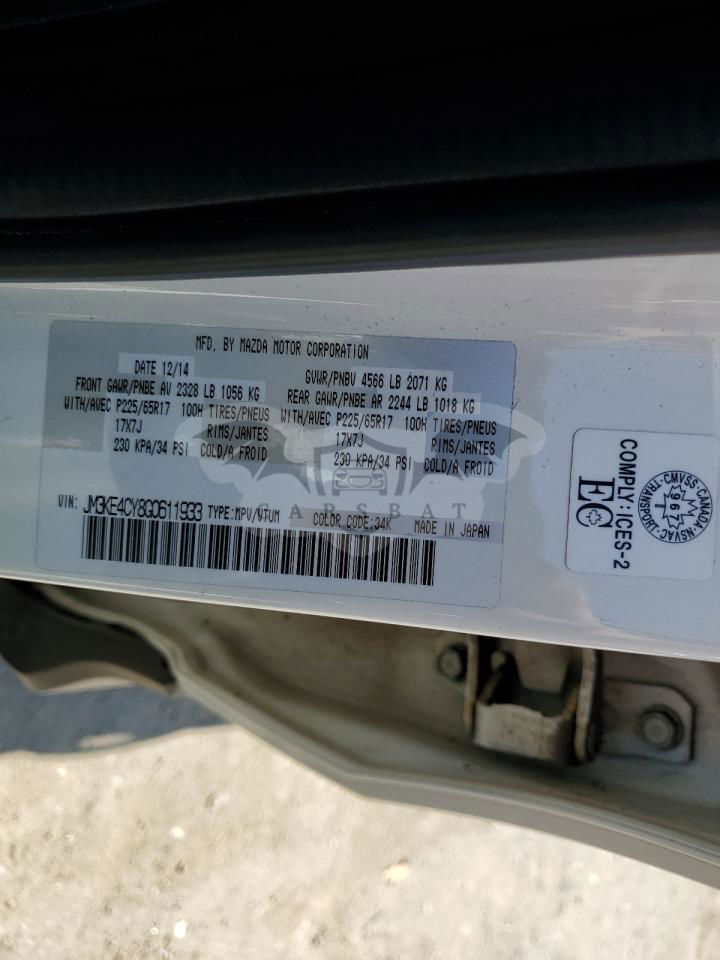 MFD. BY MAZDA MOTOR CORPORATION
DATE 12/14
GVWR/PNBV 4566 LB 2071 KG
FRONT GAWR/PNBE AV 2328 LB 1056 KG
REAR GAWR/PNBE AR 2244 LB 1018 KG
WITH/AVEC P225/65R17 100H TIRES/PNEUS
WITH/AVEC P225/65R17 100H TIRES/PNEUS
17X7J RIMS/JANTES
17X7J RIMS/JANTES
230 KPA/34 PSI COLD/A FROID
230 KPA/34 PSI COLD/A FROID
VIN: JM3KE4CY8G0611933 TYPE:MPV/VTUM COLOR CODE:34K MADE IN JAPAN
CARSBAT
COMPLY:ICES-2
EC
CANADA
CMVSS
NSVAC
TRANSPORT
196
T